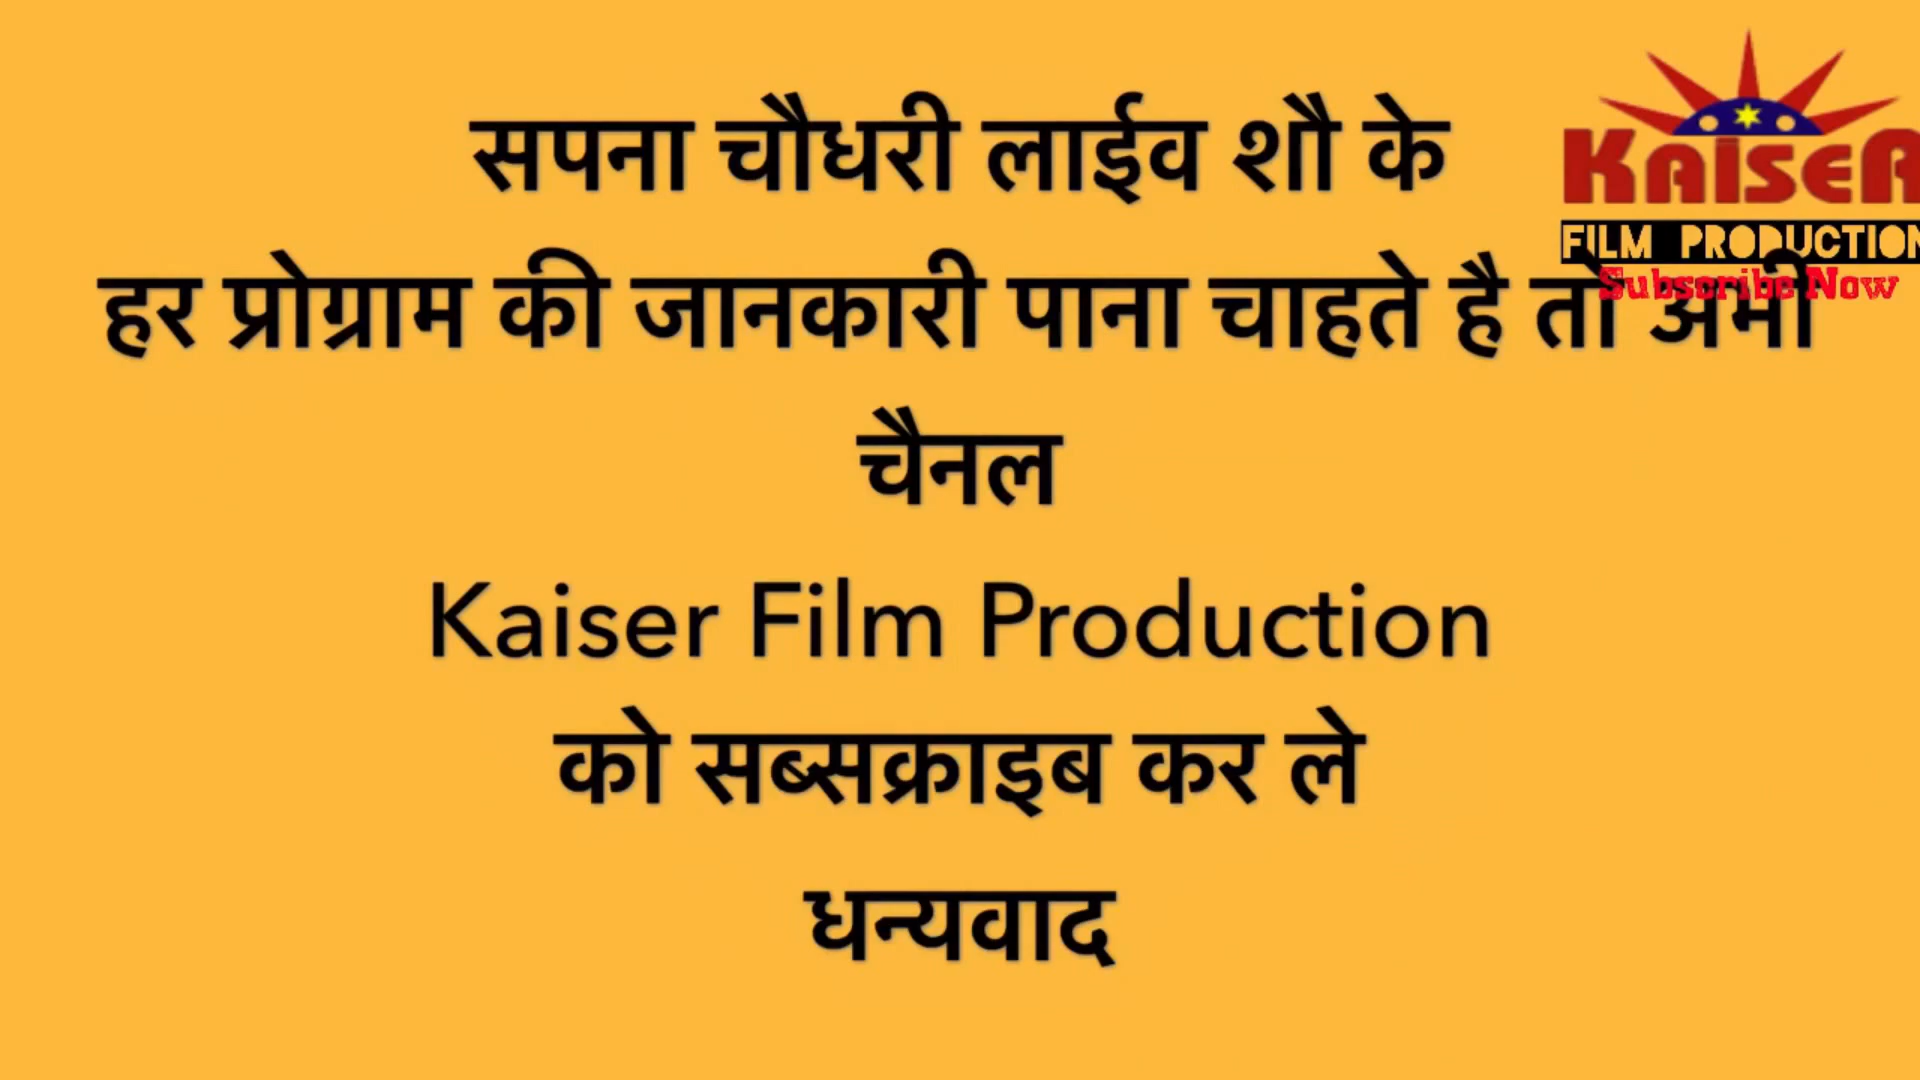 सपना चौधरी लाईव शौ के
हर प्रोग्राम की जानकारी पाना चाहते है तो अभी
चैनल
Kaiser Film Production
को सब्सक्राइब कर ले
धन्यवाद
KAISER
FILM PRODUCTION
Subscribe Now